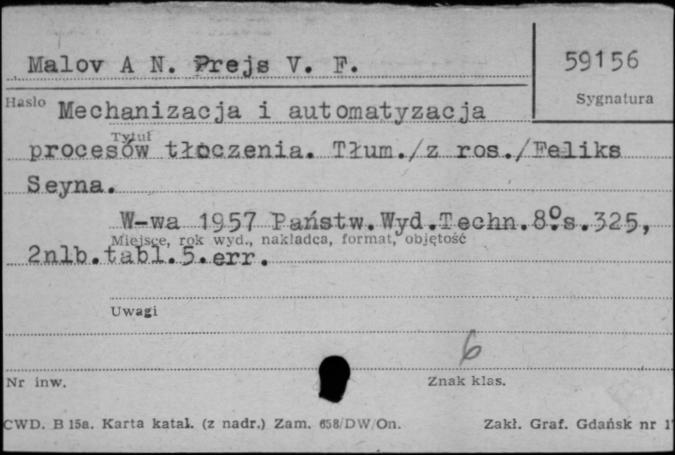 Malov A N. Prejs V. F.
59156
Hasło
Sygnatura
Mechanizacja i automatyzacja
Tytuł
procesów tłoczenia. Tłum./z ros./Feliks
Seyna.
W-wa 1957 Państw.Wyd.Techn.8°.s.325,
Miejsce, rok wyd., nakładca, format, objętość
2nlb.tabl.5.err.
Uwagi
6
Nr inw.
Znak klas.
CWD. B 15a. Karta katal. (z nadr.) Zam. 658/DW/On.
Zakł. Graf. Gdańsk nr 1